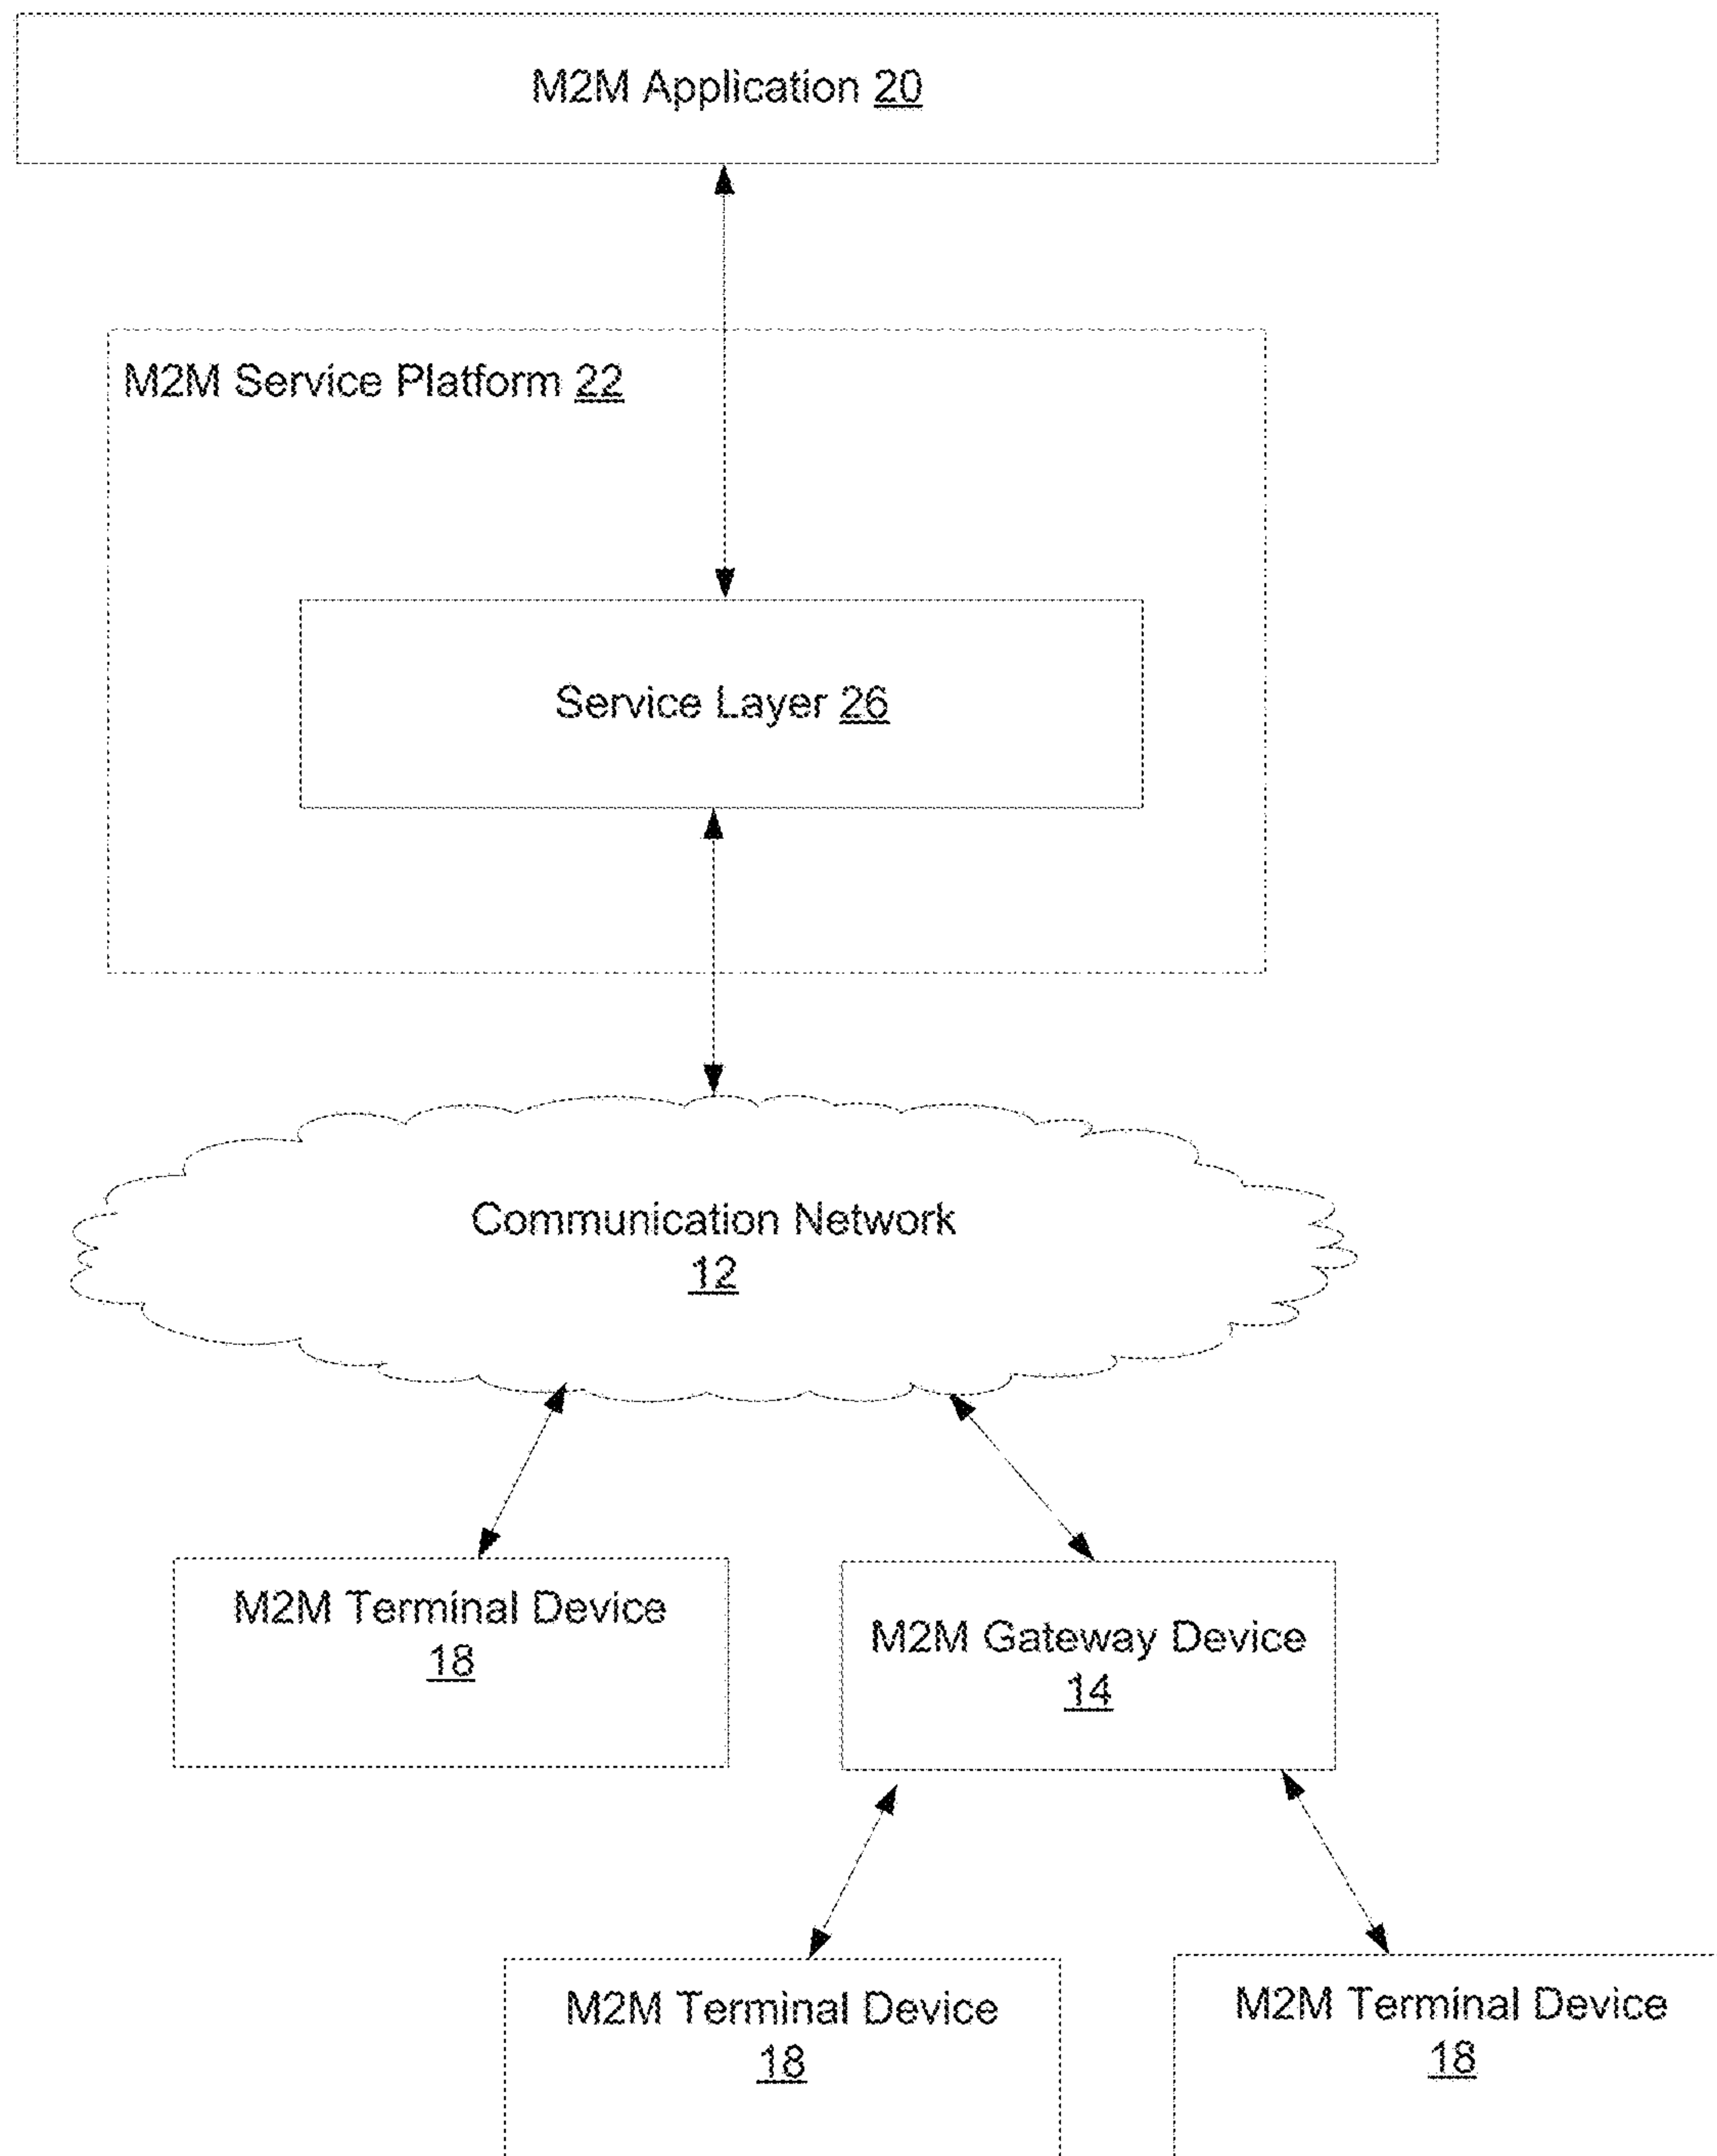 M2M Application 20
M2M Service Platform 22
Service Layer 26
Communication Network
12
M2M Terminal Device
18
M2M Gateway Device
14
M2M Terminal Device
18
M2M Terminal Device
18